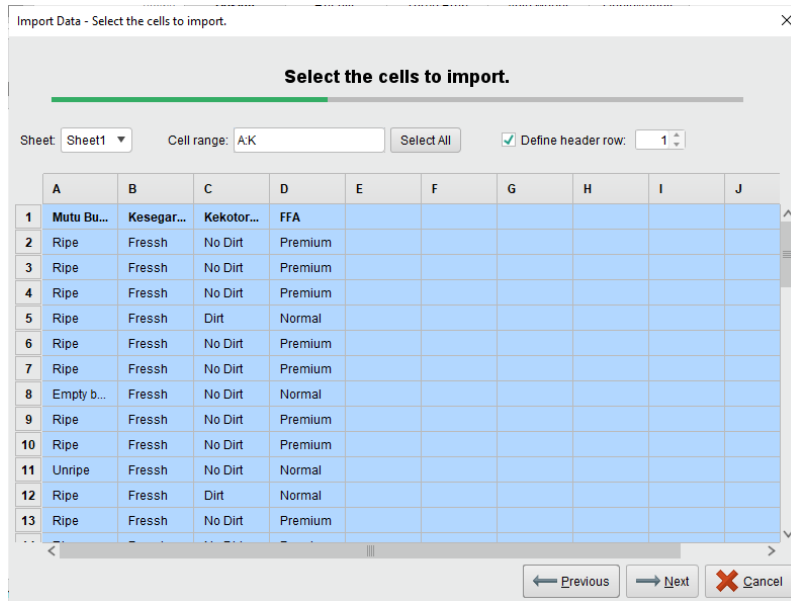 Import Data - Select the cells to import.
Select the cells to import.
Sheet: Sheet1 Cell range: A:K Select All Define header row: 1
A B C D E F G H I J
1 Mutu Bu... Kesegar... Kekotor... FFA
2 Ripe Fressh No Dirt Premium
3 Ripe Fressh No Dirt Premium
4 Ripe Fressh No Dirt Premium
5 Ripe Fressh Dirt Normal
6 Ripe Fressh No Dirt Premium
7 Ripe Fressh No Dirt Premium
8 Empty b... Fressh No Dirt Normal
9 Ripe Fressh No Dirt Premium
10 Ripe Fressh No Dirt Premium
11 Unripe Fressh No Dirt Normal
12 Ripe Fressh Dirt Normal
13 Ripe Fressh No Dirt Premium
Previous Next Cancel